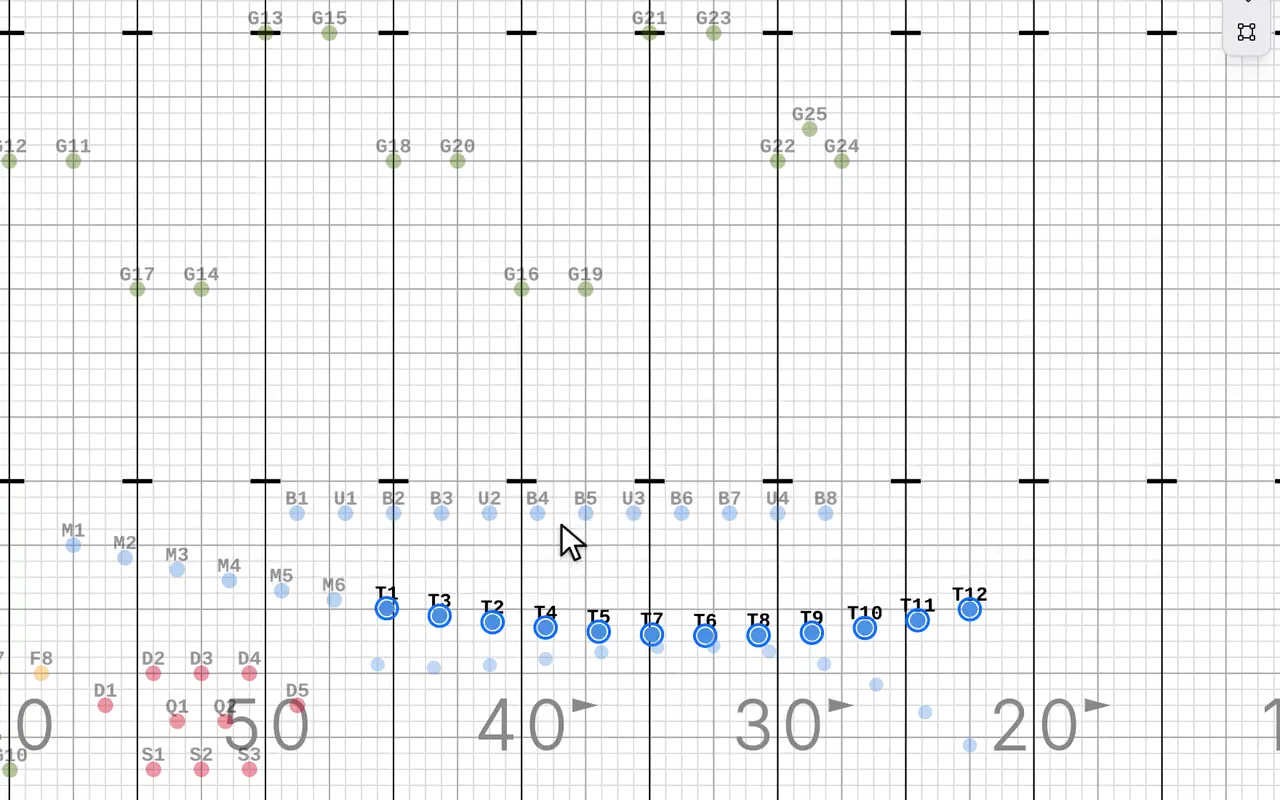 G13 G15 G21 G23
G25
G12 G11 G18 G20 G22 G24
G17 G14 G16 G19
B1 U1 B2 B3 U2 B4 B5 U3 B6 B7 U4 B8
M1 M2 M3 M4 M5 M6
T1 T3 T2 T4 T5 T7 T6 T8 T9 T10 T11 T12
F8 D2 D3 D4
D1 Q1 Q2 D5
50 40 30 20
G10 S1 S2 S3